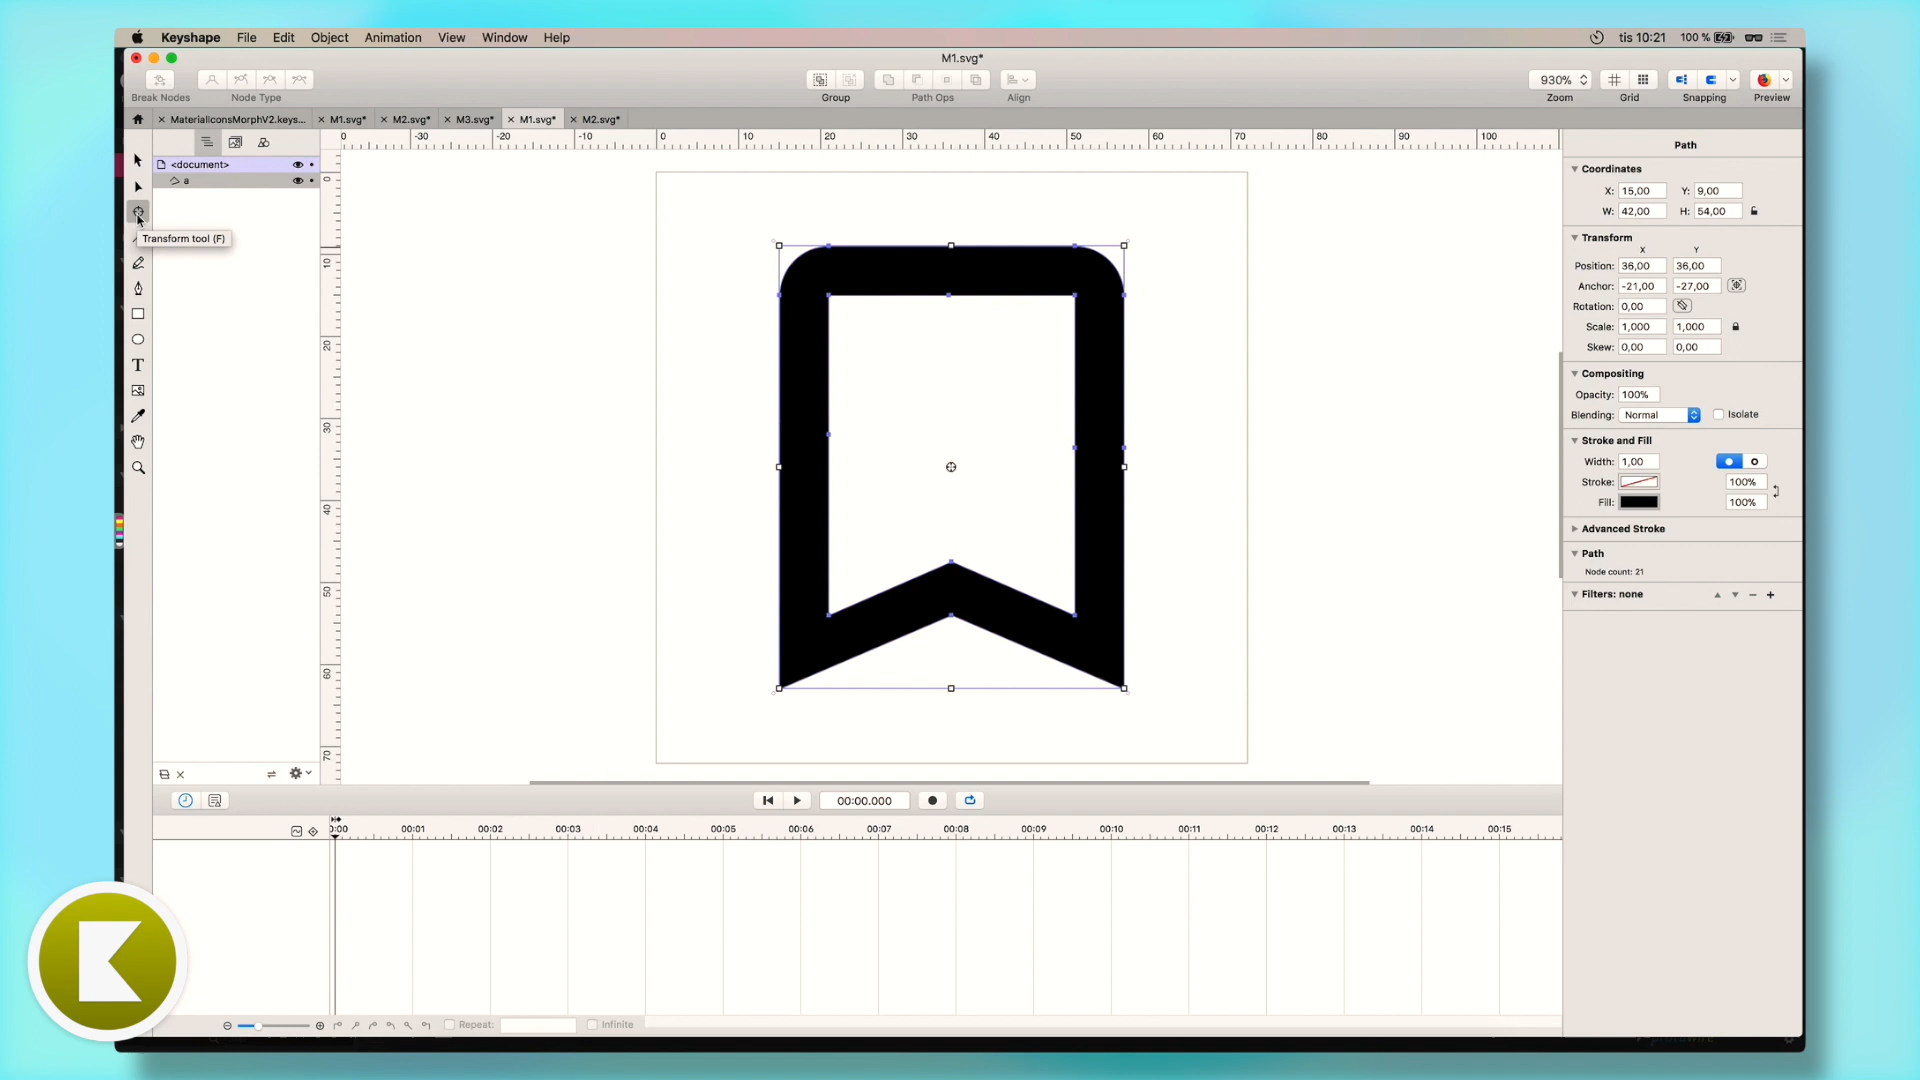 Keyshape File Edit Object Animation View Window Help
tis 10:21 100 %
M1.svg*
930%
Break Nodes Node Type Group Path Ops Align Zoom Grid Snapping Preview
MaterialIconsMorphV2.keys... M1.svg* M2.svg* M3.svg* M1.svg* M2.svg*
0 -30 -20 -10 0 10 20 30 40 50 60 70 80 90 100
<document>
a
Transform tool (F)
0
10
20
30
40
50
60
70
Path
Coordinates
X: 15,00 Y: 9,00
W: 42,00 H: 54,00
Transform
X Y
Position: 36,00 36,00
Anchor: -21,00 -27,00
Rotation: 0,00
Scale: 1,000 1,000
Skew: 0,00 0,00
Compositing
Opacity: 100%
Blending: Normal Isolate
Stroke and Fill
Width: 1,00
Stroke: 100%
Fill: 100%
Advanced Stroke
Path
Node count: 21
Filters: none
00:00.000
0:00 00:01 00:02 00:03 00:04 00:05 00:06 00:07 00:08 00:09 00:10 00:11 00:12 00:13 00:14 00:15
Repeat: Infinite